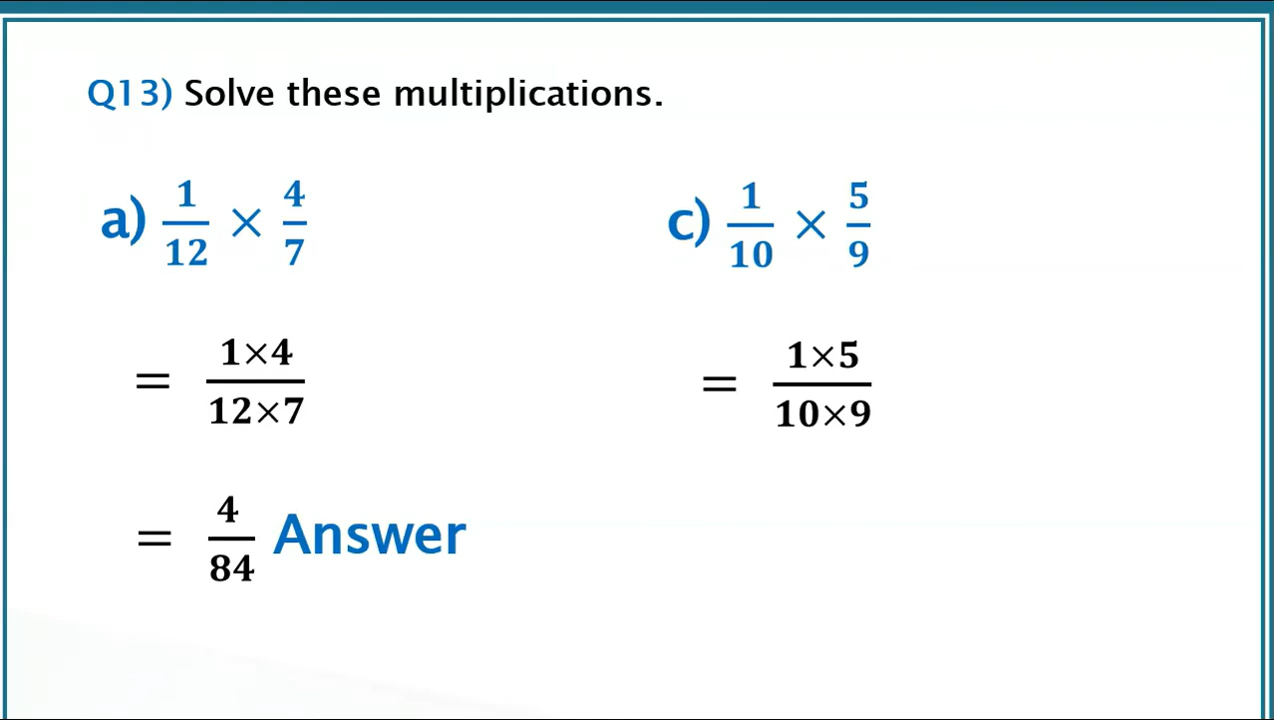 Q13) Solve these multiplications.
a) 1/12 × 4/7
= 1×4/12×7
= 4/84 Answer
c) 1/10 × 5/9
= 1×5/10×9